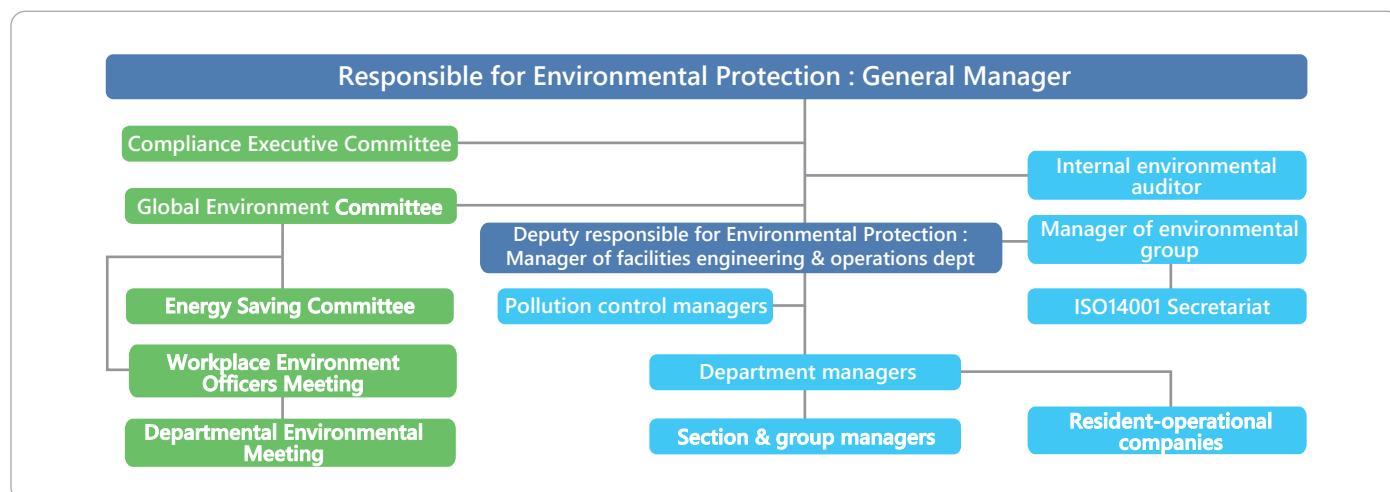 Responsible for Environmental Protection : General Manager
Compliance Executive Committee
Internal environmental
auditor
Global Environment Committee
Deputy responsible for Environmental Protection :
Manager of facilities engineering & operations dept
Manager of environmental
group
Energy Saving Committee
Pollution control managers
ISO14001 Secretariat
Workplace Environment
Officers Meeting
Department managers
Departmental Environmental
Meeting
Section & group managers
Resident-operational
companies